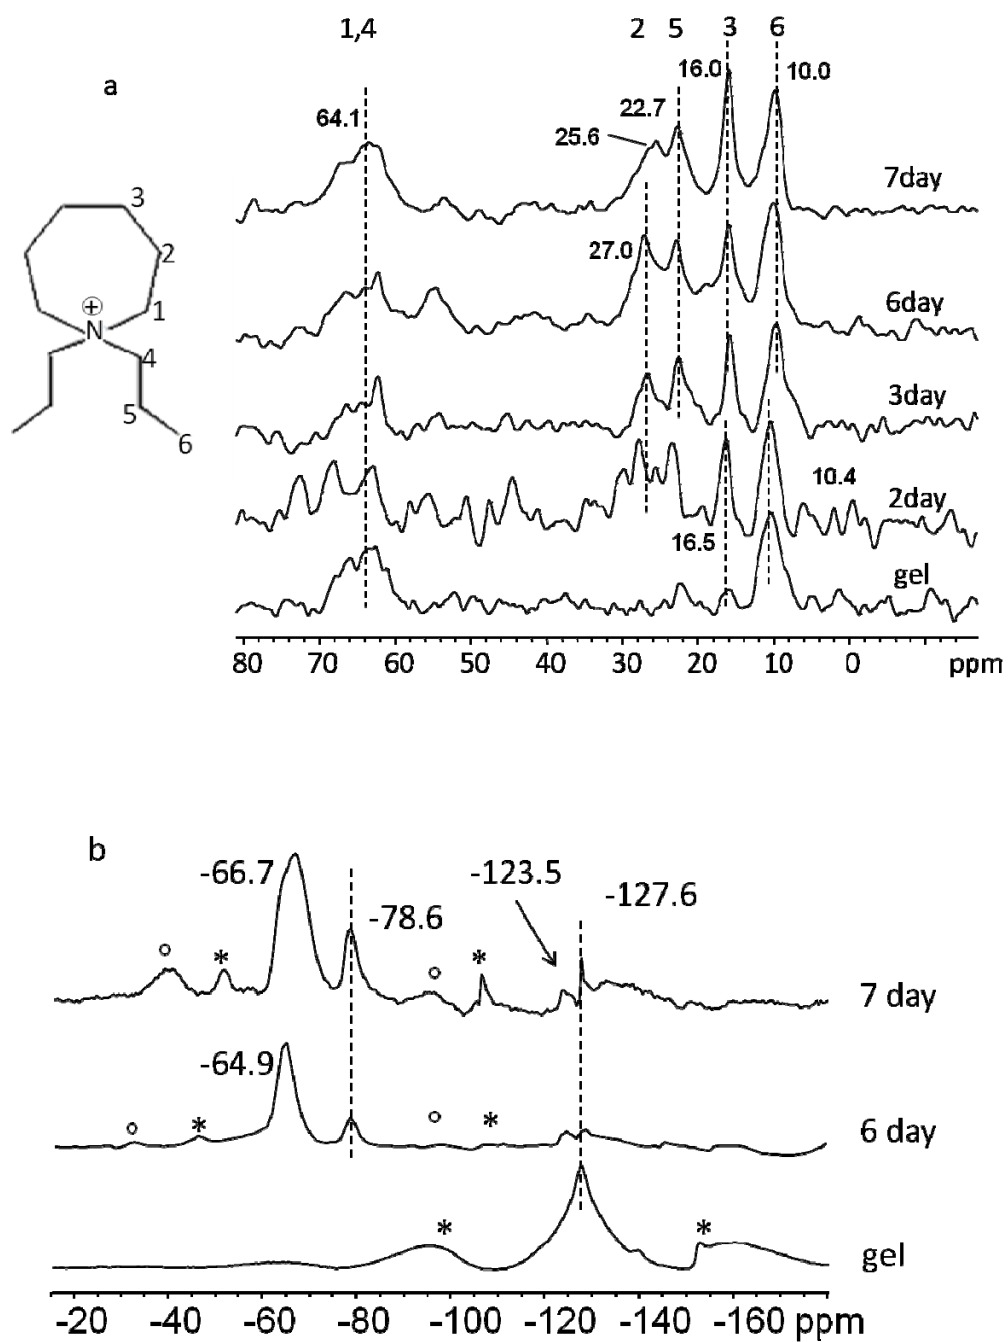 1,4 2 5 3 6
a
16.0 10.0
64.1 22.7
25.6
7day
3
2
27.0
1
N
⊕
6day
4
3day
5
6
10.4
2day
16.5
gel
80 70 60 50 40 30 20 10 0 ppm
b
-66.7 -123.5 -127.6
-78.6
° * * °
7 day
-64.9
° * ° *
6 day
* *
gel
-20 -40 -60 -80 -100 -120 -140 -160 ppm